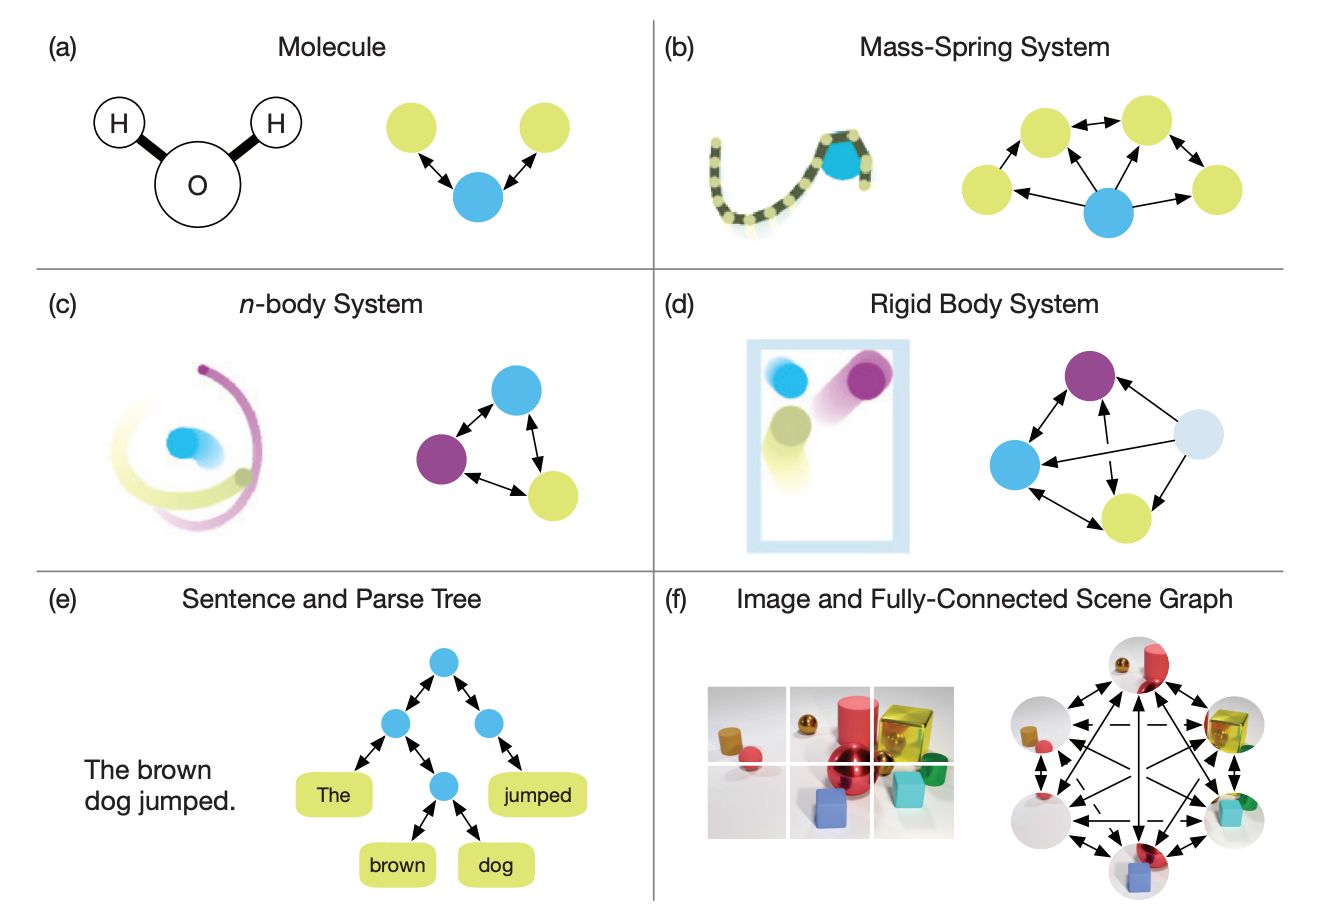 (a)
Molecule
H
H
O
(b)
Mass-Spring System
(c)
n-body System
(d)
Rigid Body System
(e)
Sentence and Parse Tree
The brown
dog jumped.
The
jumped
brown
dog
(f)
Image and Fully-Connected Scene Graph